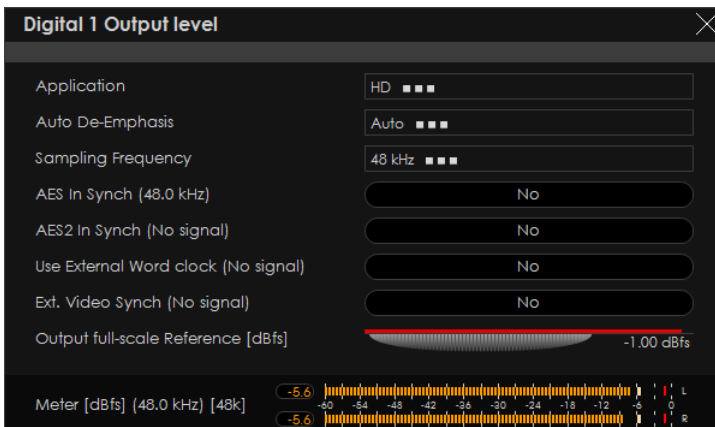 Digital 1 Output level
Application HD
Auto De-Emphasis Auto
Sampling Frequency 48 kHz
AES In Synch (48.0 kHz) No
AES2 In Synch (No signal) No
Use External Word clock (No signal) No
Ext. Video Synch (No signal) No
Output full-scale Reference [dBfs] -1.00 dBfs
Meter [dBfs] (48.0 kHz) [48k]
-5.6 L
-60 -54 -48 -42 -36 -30 -24 -18 -12 -6 0
-5.6 R